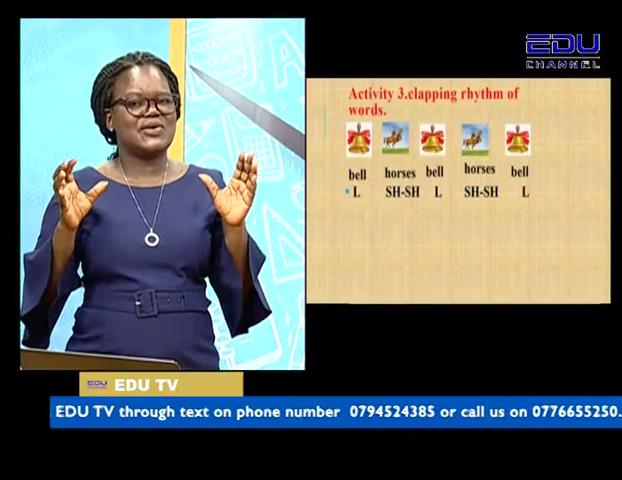 EDU
CHANNEL
Activity 3.clapping rhythm of
words.
bell horses bell horses bell
L SH-SH L SH-SH L
EDU EDU TV
EDU TV through text on phone number 0794524385 or call us on 0776655250.